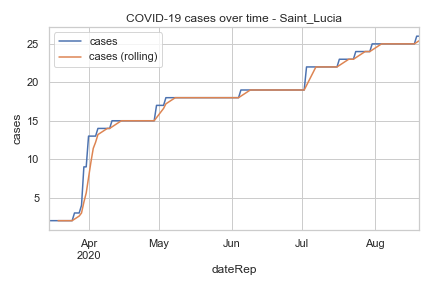 COVID-19 cases over time - Saint_Lucia
cases
cases (rolling)
25
20
15
10
5
cases
Apr
2020
May
Jun
Jul
Aug
dateRep